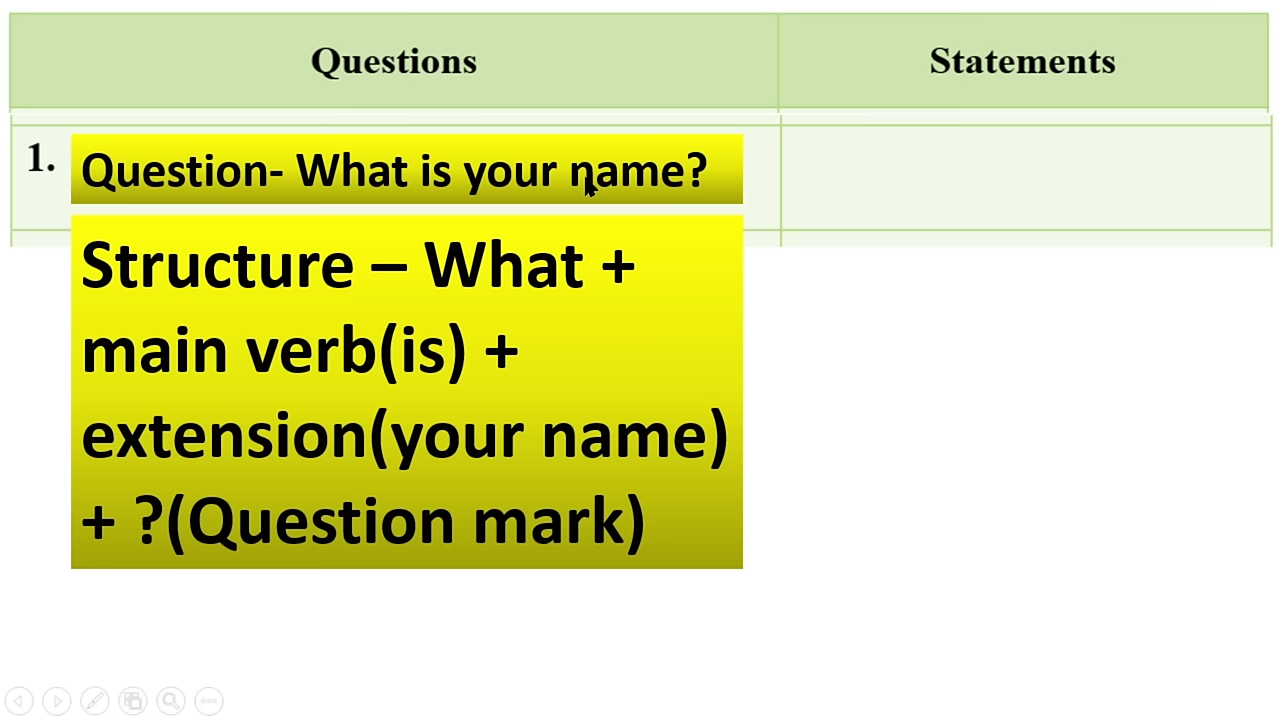 Questions
Statements
1.
Question- What is your name?
Structure – What +
main verb(is) +
extension(your name)
+ ?(Question mark)